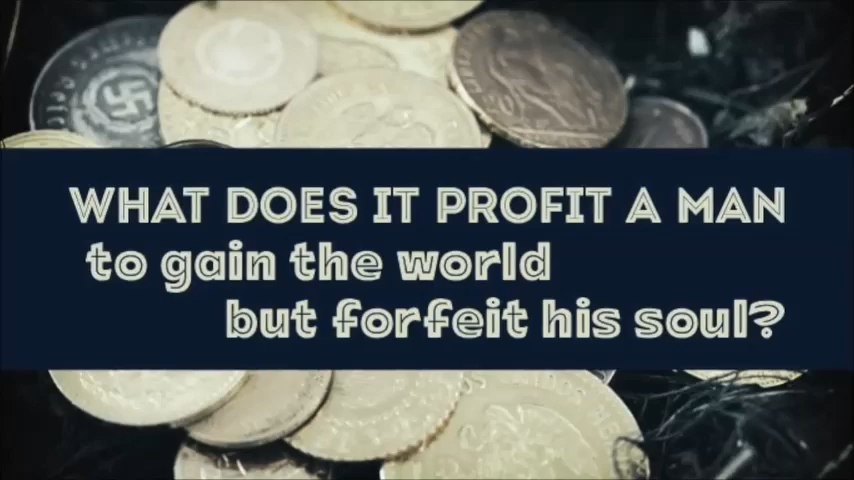 WHAT DOES IT PROFIT A MAN
to gain the world
but forfeit his soul?